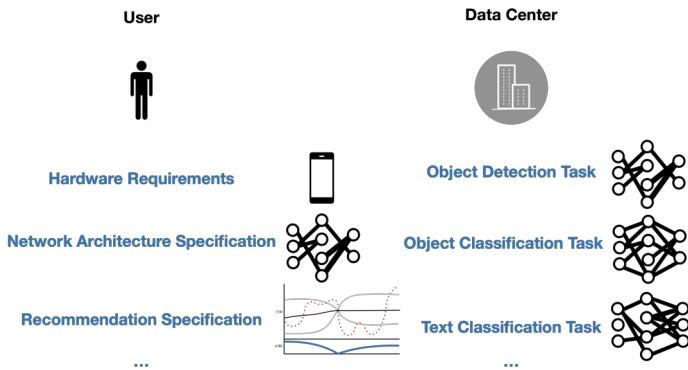 User
Data Center
Hardware Requirements
Object Detection Task
Network Architecture Specification
Object Classification Task
Recommendation Specification
Text Classification Task
...
...